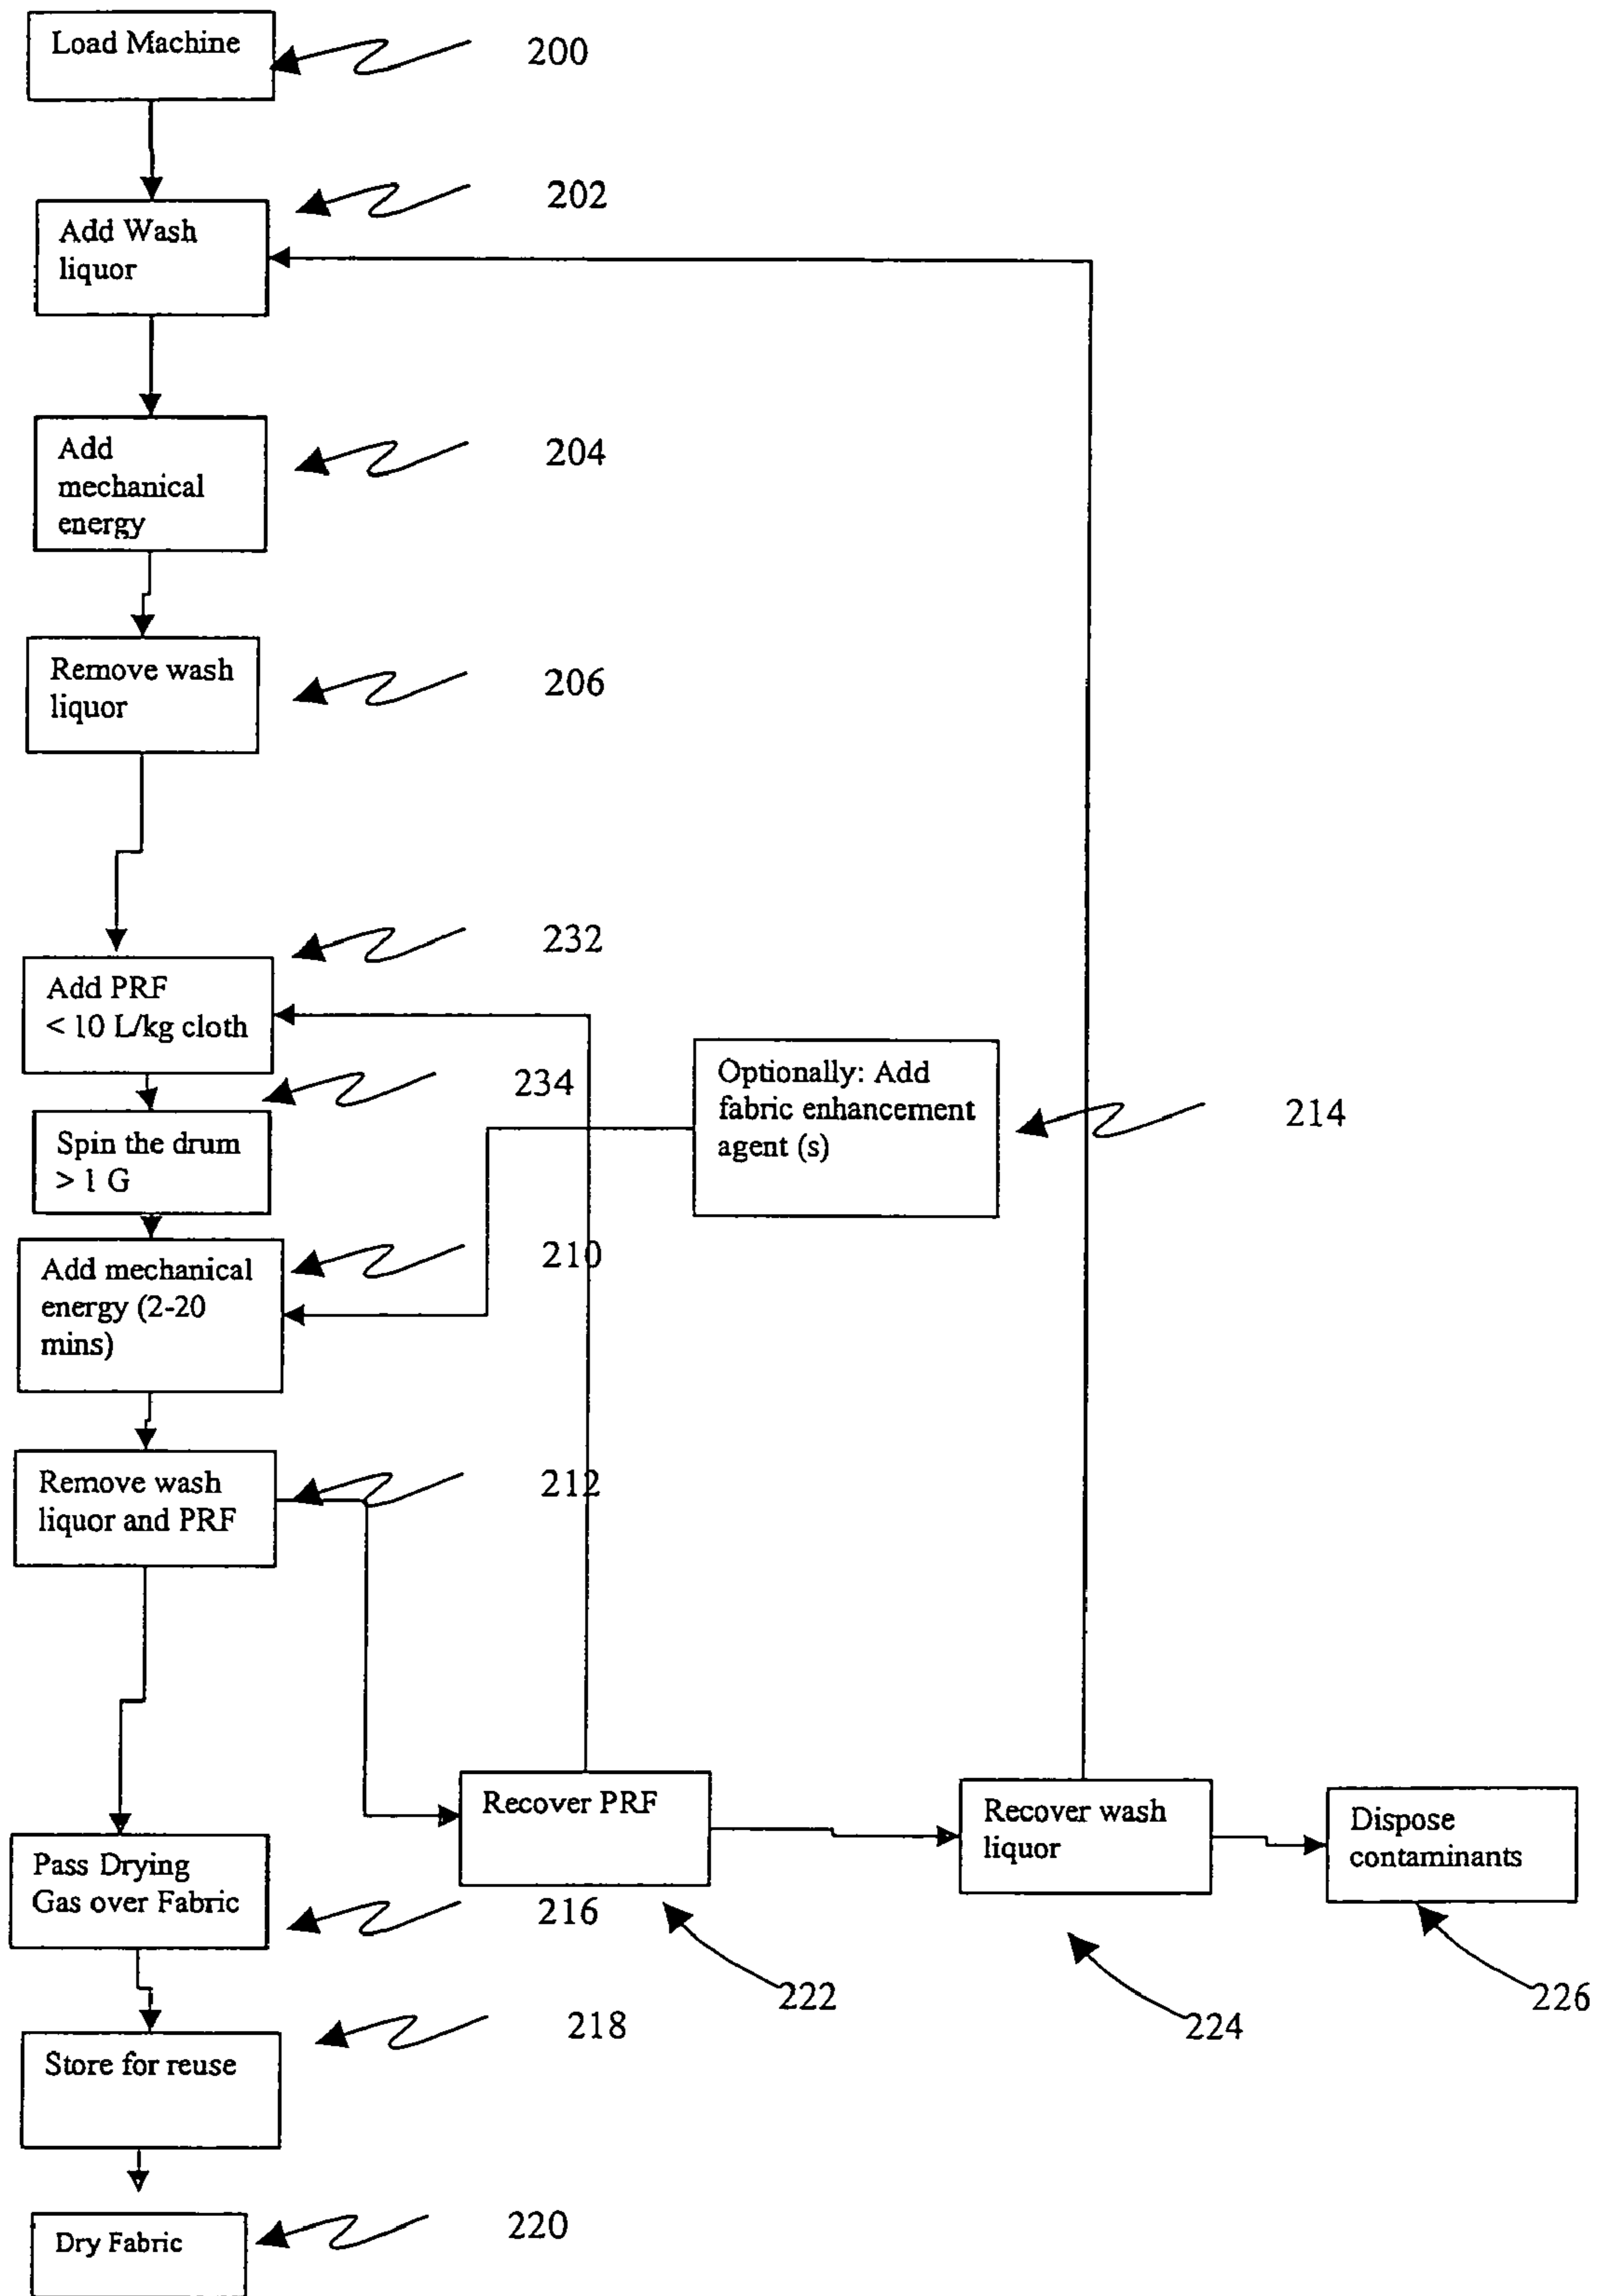 Load Machine
200
202
Add Wash
liquor
204
Add
mechanical
energy
206
Remove wash
liquor
232
Add PRF
< 10 L/kg cloth
234
Spin the drum
> 1 G
Optionally: Add
fabric enhancement
agent (s)
214
210
Add mechanical
energy (2-20
mins)
212
Remove wash
liquor and PRF
Recover PRF
222
Recover wash
liquor
224
Dispose
contaminants
226
Pass Drying
Gas over Fabric
216
218
Store for reuse
220
Dry Fabric